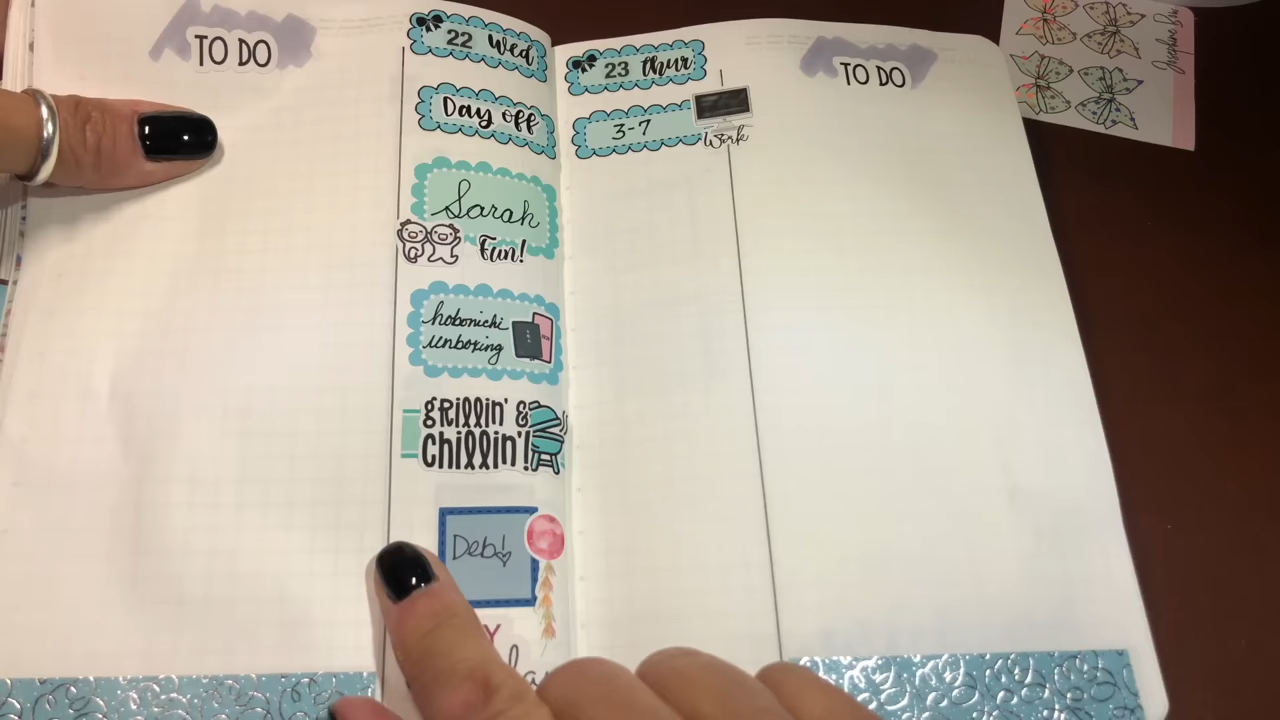 TO DO
22 Wed
Day off
Sarah
Fun!
hobonichi
unboxing
grillin' &
chillin'!
Deb!
23 thur
3-7
Work
TO DO